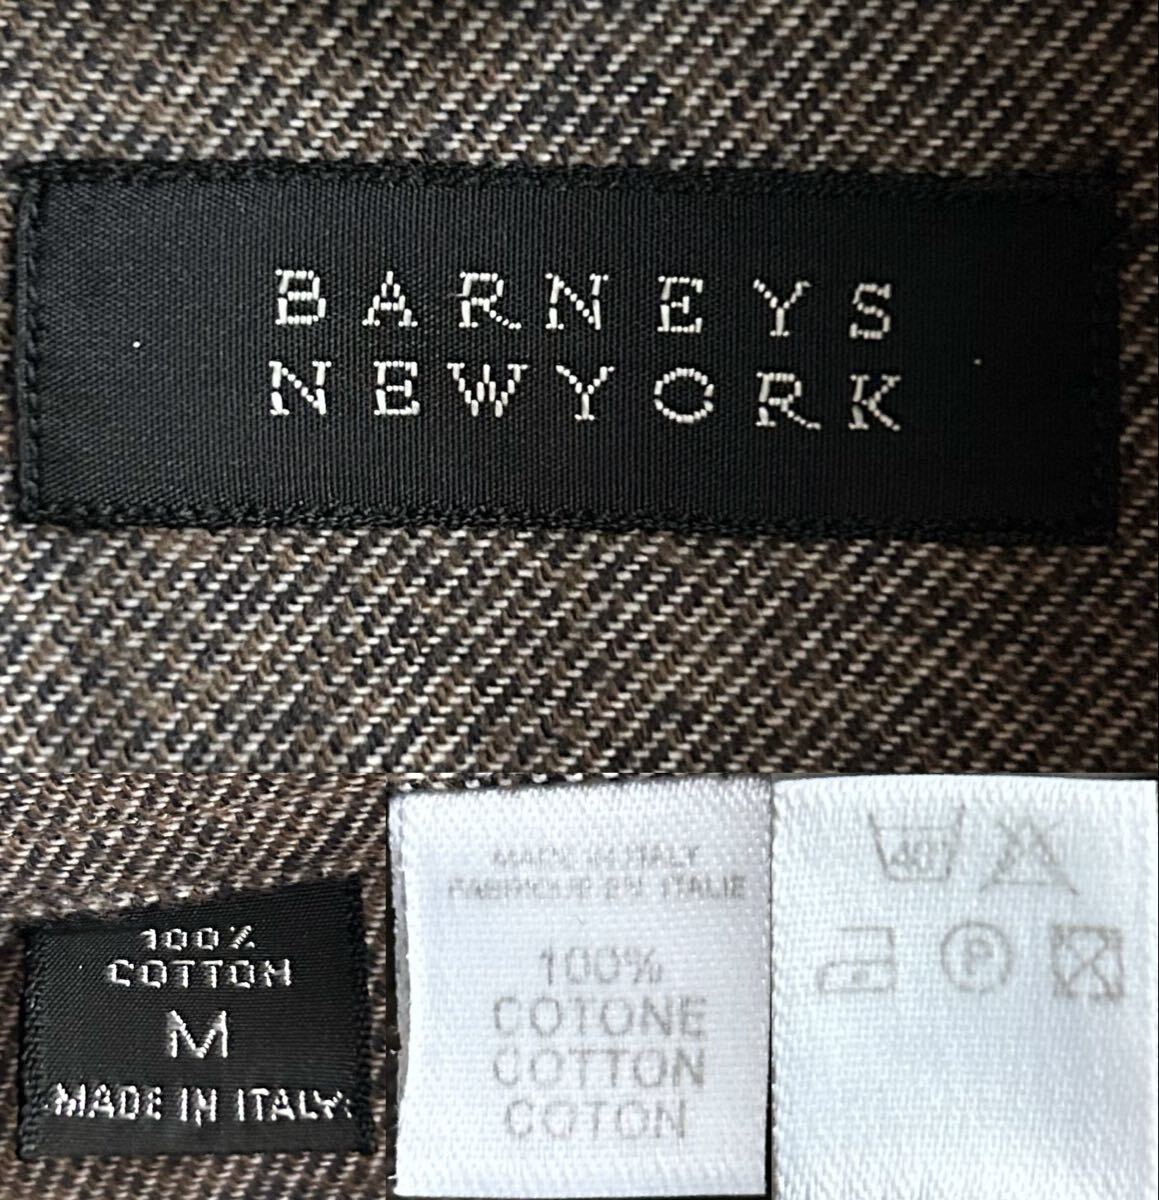 BARNEYS
NEWYORK
100%
COTTON
M
MADE IN ITALY
MADE IN ITALY
FABRIQUE EN ITALIE
100%
COTONE
COTTON
COTON
40°
P